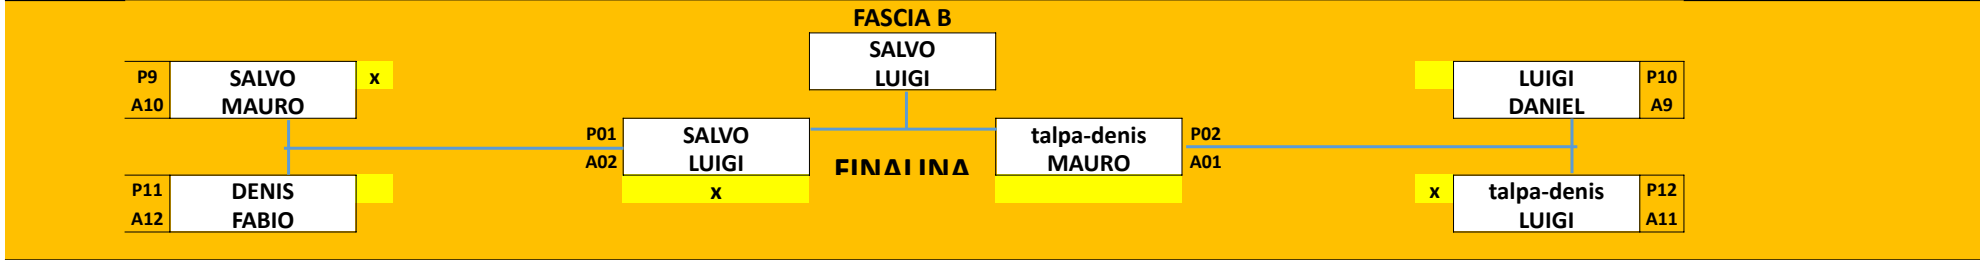 FASCIA B
SALVO
LUIGI
P9 SALVO x
A10 MAURO
LUIGI P10
DANIEL A9
P01 SALVO
A02 LUIGI
x
FINALINA
talpa-denis P02
MAURO A01
P11 DENIS
A12 FABIO
x talpa-denis P12
LUIGI A11